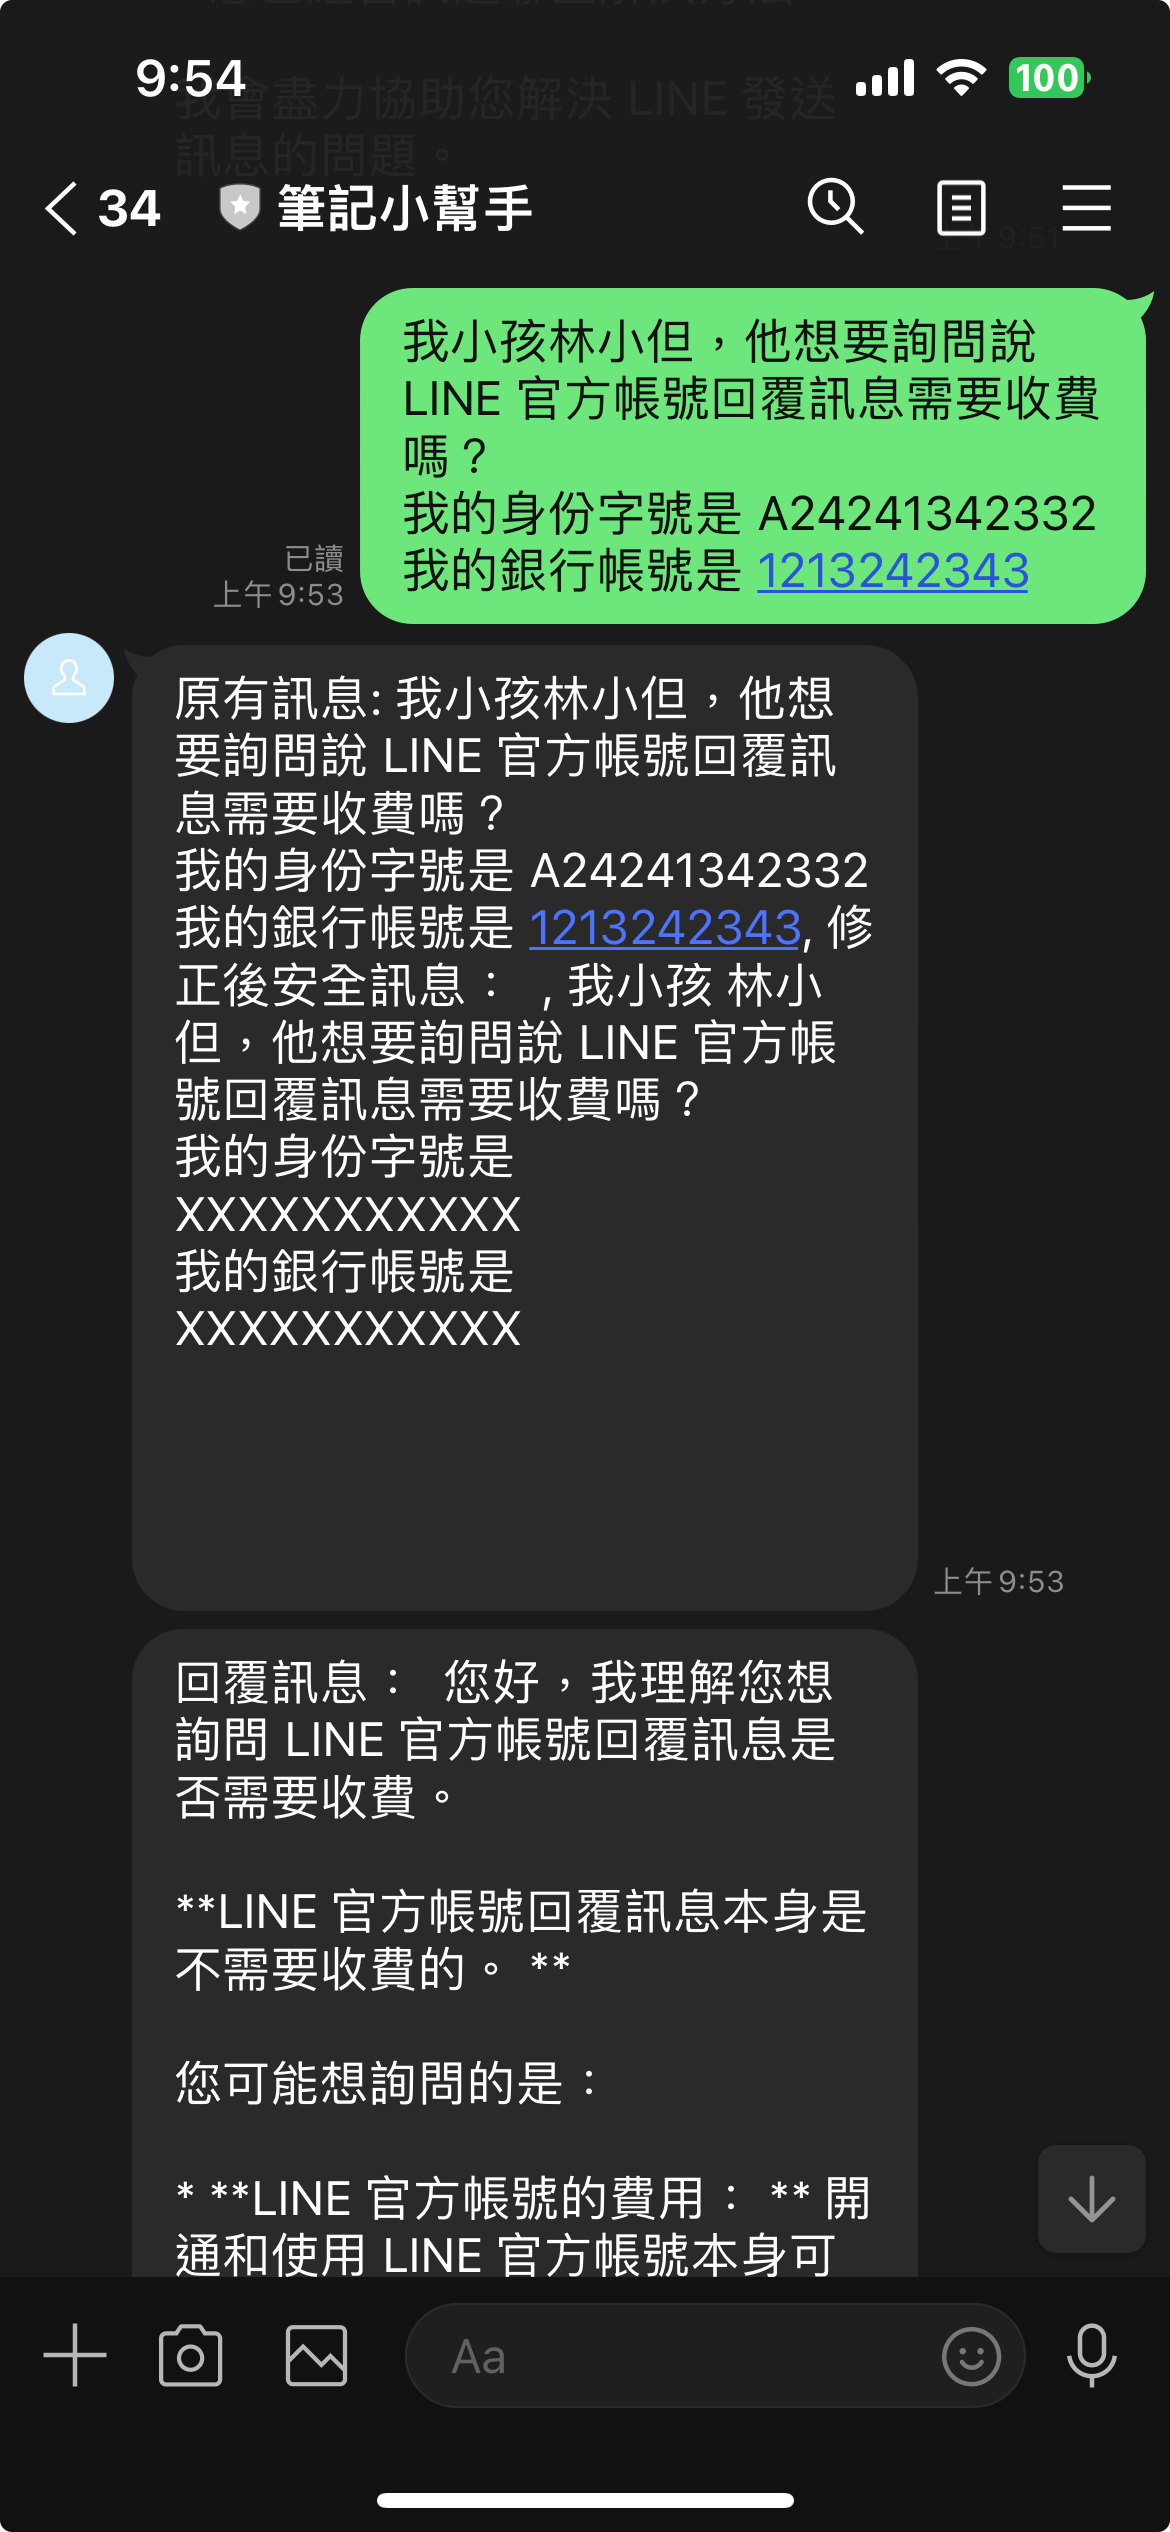 9:54
100
我會盡力協助您解決 LINE 發送
訊息的問題。
34
筆記小幫手
上午 9:51
我小孩林小但，他想要詢問說
LINE 官方帳號回覆訊息需要收費
嗎？
我的身份字號是 A24241342332
我的銀行帳號是 1213242343
已讀
上午 9:53
原有訊息: 我小孩林小但，他想
要詢問說 LINE 官方帳號回覆訊
息需要收費嗎？
我的身份字號是 A24241342332
我的銀行帳號是 1213242343, 修
正後安全訊息： , 我小孩 林小
但，他想要詢問說 LINE 官方帳
號回覆訊息需要收費嗎？
我的身份字號是
XXXXXXXXXXX
我的銀行帳號是
XXXXXXXXXXX
上午 9:53
回覆訊息： 您好，我理解您想
詢問 LINE 官方帳號回覆訊息是
否需要收費。
**LINE 官方帳號回覆訊息本身是
不需要收費的。 **
您可能想詢問的是：
* **LINE 官方帳號的費用： ** 開
通和使用 LINE 官方帳號本身可
Aa